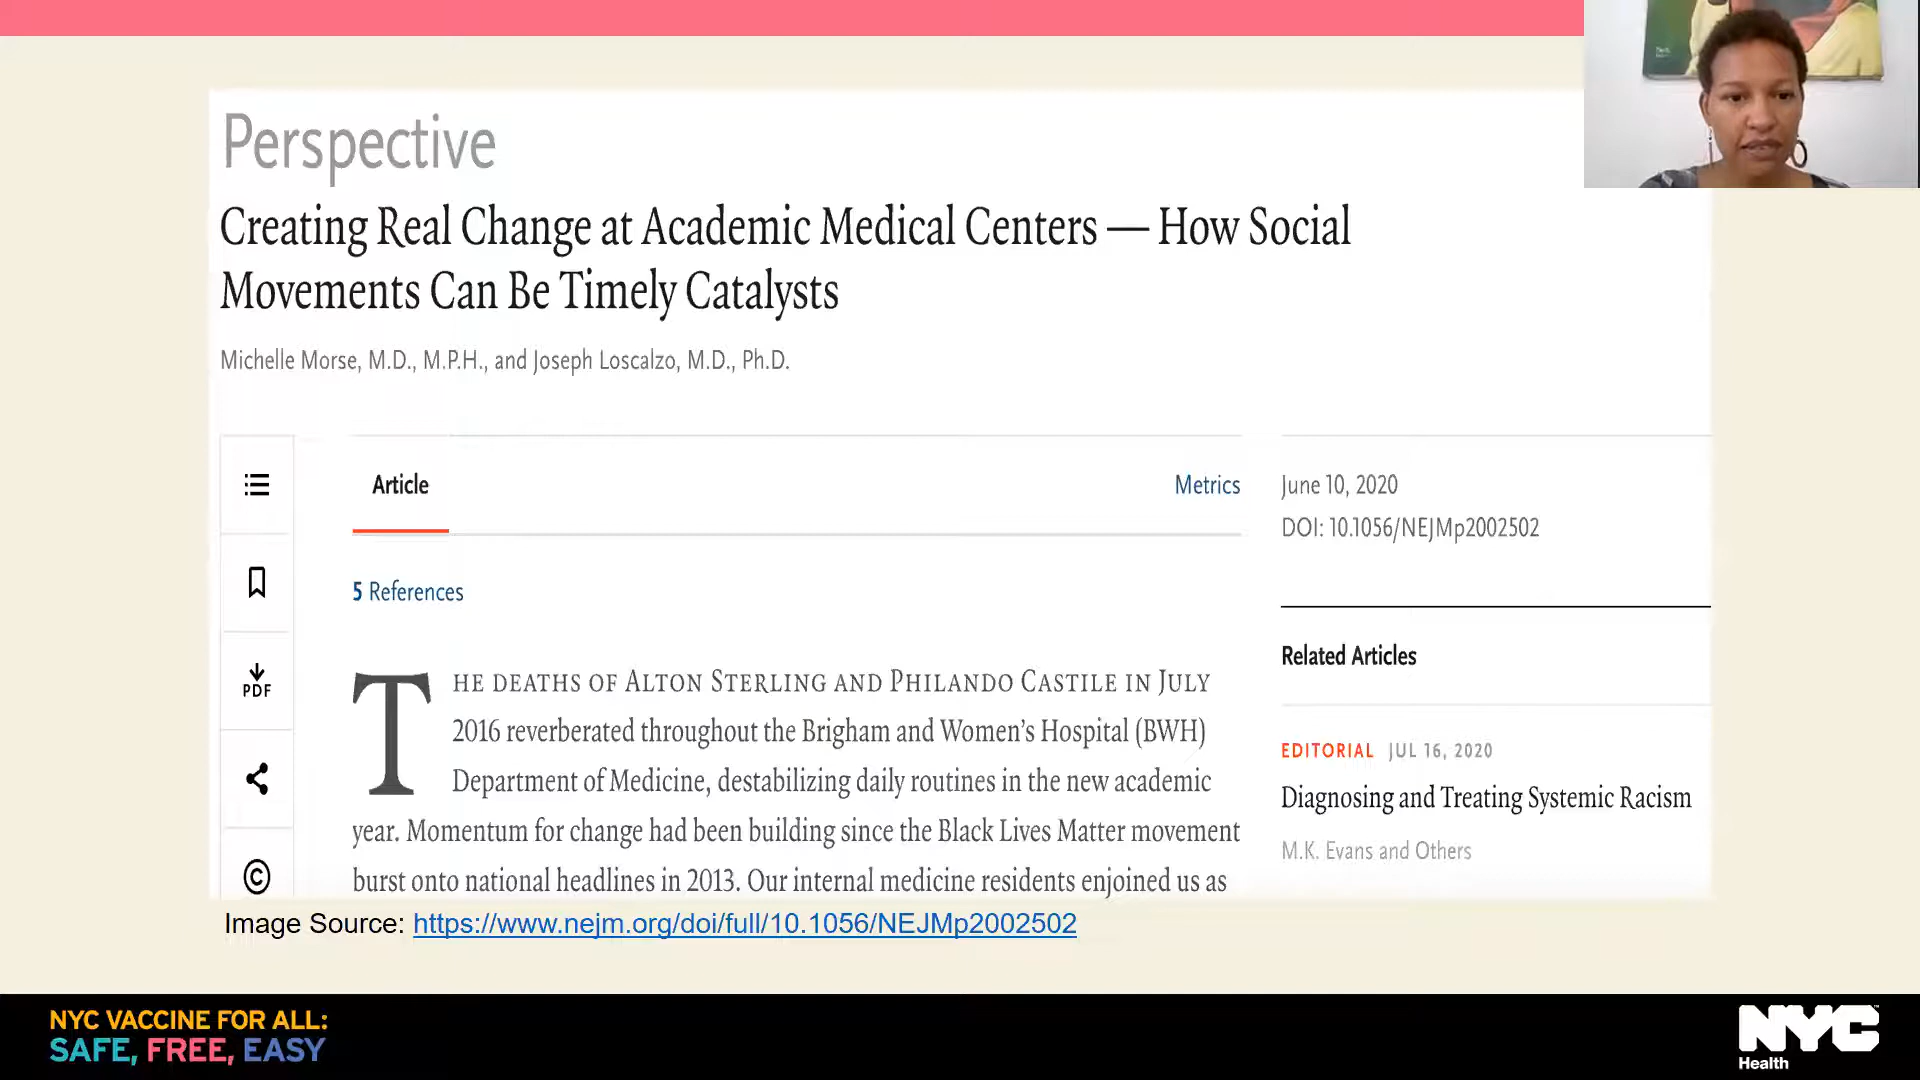 Perspective
Creating Real Change at Academic Medical Centers — How Social
Movements Can Be Timely Catalysts
Michelle Morse, M.D., M.P.H., and Joseph Loscalzo, M.D., Ph.D.
Article
Metrics
5 References
THE DEATHS OF ALTON STERLING AND PHILANDO CASTILE IN JULY
2016 reverberated throughout the Brigham and Women’s Hospital (BWH)
Department of Medicine, destabilizing daily routines in the new academic
year. Momentum for change had been building since the Black Lives Matter movement
burst onto national headlines in 2013. Our internal medicine residents enjoined us as
PDF
©
June 10, 2020
DOI: 10.1056/NEJMp2002502
Related Articles
EDITORIAL JUL 16, 2020
Diagnosing and Treating Systemic Racism
M.K. Evans and Others
Image Source: https://www.nejm.org/doi/full/10.1056/NEJMp2002502
NYC VACCINE FOR ALL:
SAFE, FREE, EASY
NYC
Health